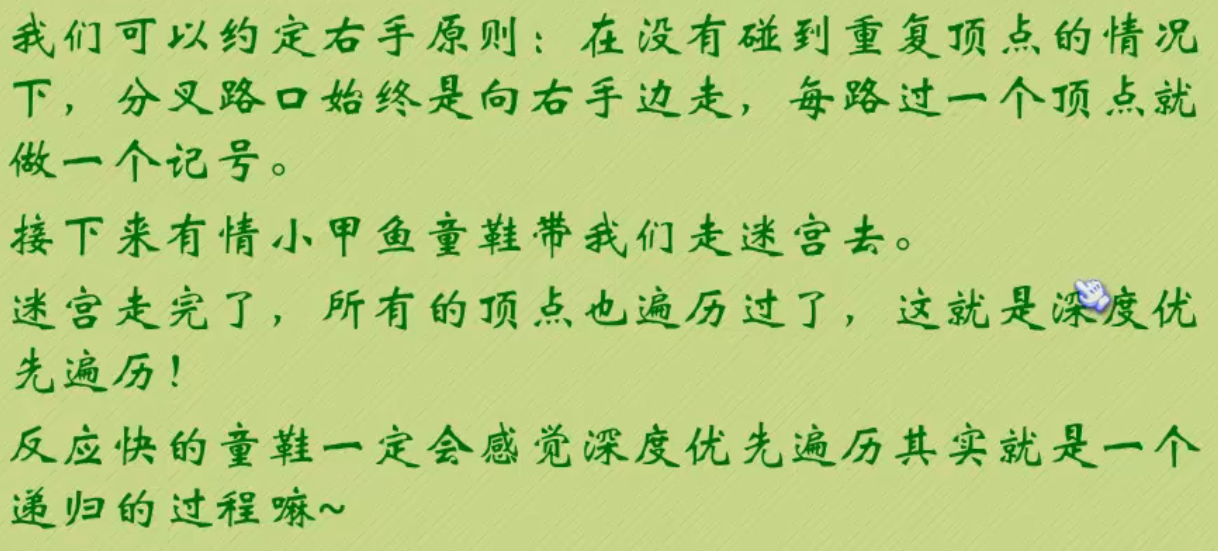 我们可以约定右手原则：在没有碰到重复顶点的情况
下，分叉路口始终是向右手边走，每路过一个顶点就
做一个记号。
接下来有情小甲鱼童鞋带我们走迷宫去。
迷宫走完了，所有的顶点也遍历过了，这就是深度优
先遍历！
反应快的童鞋一定会感觉深度优先遍历其实就是一个
递归的过程嘛~